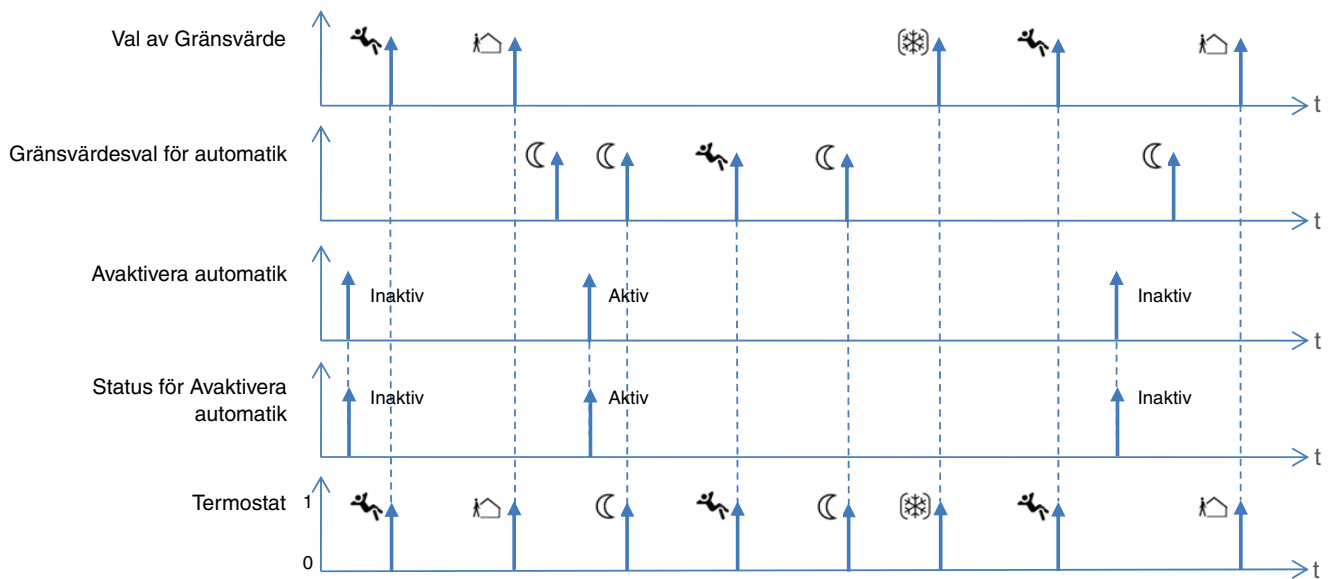 Val av Gränsvärde
t
Gränsvärdesval för automatik
t
Avaktivera automatik
Inaktiv
Aktiv
Inaktiv
t
Status för Avaktivera
automatik
Inaktiv
Aktiv
Inaktiv
t
Termostat
1
0
t